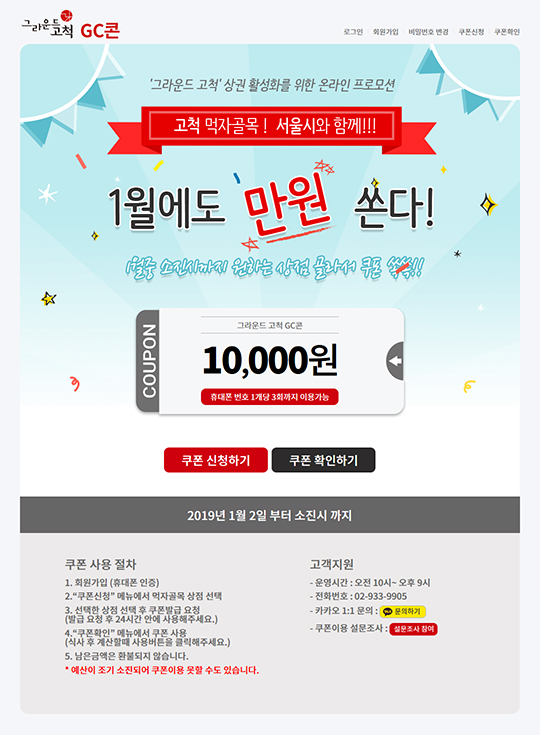 그라운드 고척 GC콘
로그인 회원가입 비밀번호 변경 쿠폰신청 쿠폰확인
'그라운드 고척' 상권 활성화를 위한 온라인 프로모션
고척 먹자골목 ! 서울시와 함께!!!
1월에도 '만원 쏜다!
1월중 소진시까지 원하는 상점 골라서 쿠폰 쏙쏙!!
COUPON
그라운드 고척 GC콘
10,000원
휴대폰 번호 1개당 3회까지 이용가능
쿠폰 신청하기 쿠폰 확인하기
2019년 1월 2일 부터 소진시 까지
쿠폰 사용 절차
1. 회원가입 (휴대폰 인증)
2.“쿠폰신청” 메뉴에서 먹자골목 상점 선택
3. 선택한 상점 선택 후 쿠폰발급 요청
(발급 요청 후 24시간 안에 사용해주세요.)
4.“쿠폰확인” 메뉴에서 쿠폰 사용
(식사 후 계산할때 사용버튼을 클릭해주세요.)
5. 남은금액은 환불되지 않습니다.
* 예산이 조기 소진되어 쿠폰이용 못할 수도 있습니다.
고객지원
- 운영시간 : 오전 10시~ 오후 9시
- 전화번호 : 02-933-9905
- 카카오 1:1 문의 : 문의하기
- 쿠폰이용 설문조사 : 설문조사 참여